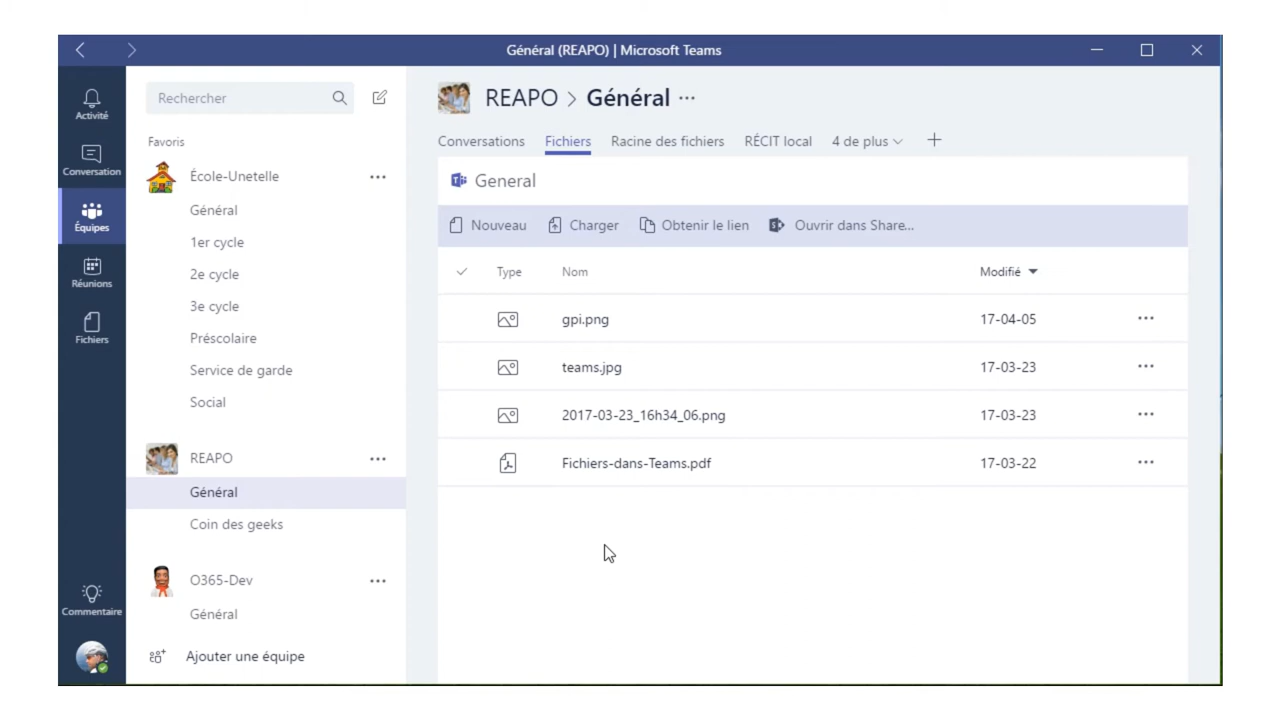 Général (REAPO) | Microsoft Teams
Activité
Conversation
Équipes
Réunions
Fichiers
Commentaire
Rechercher
Favoris
École-Unetelle
Général
1er cycle
2e cycle
3e cycle
Préscolaire
Service de garde
Social
REAPO
Général
Coin des geeks
O365-Dev
Général
Ajouter une équipe
REAPO > Général ···
Conversations Fichiers Racine des fichiers RÉCIT local 4 de plus
General
Nouveau Charger Obtenir le lien Ouvrir dans Share...
Type Nom Modifié
gpi.png 17-04-05
teams.jpg 17-03-23
2017-03-23_16h34_06.png 17-03-23
Fichiers-dans-Teams.pdf 17-03-22